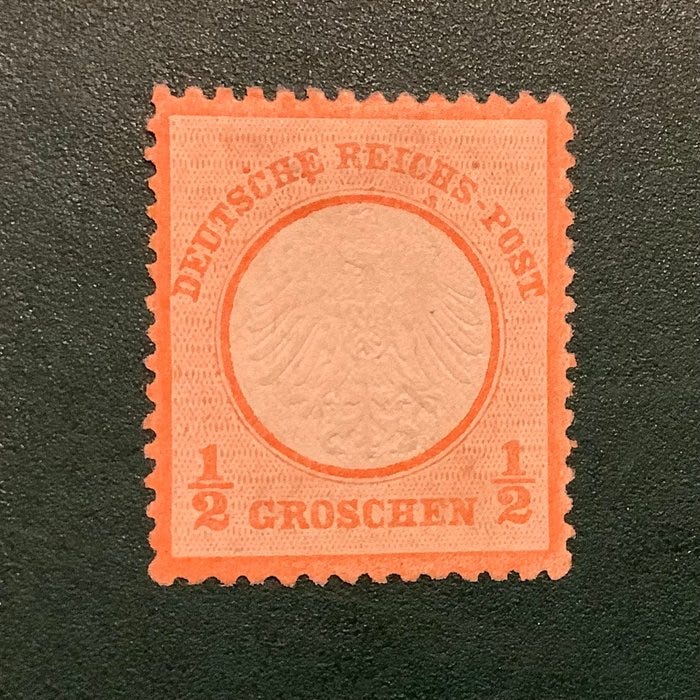 DEUTSCHE REICHS-POST
1/2 GROSCHEN 1/2